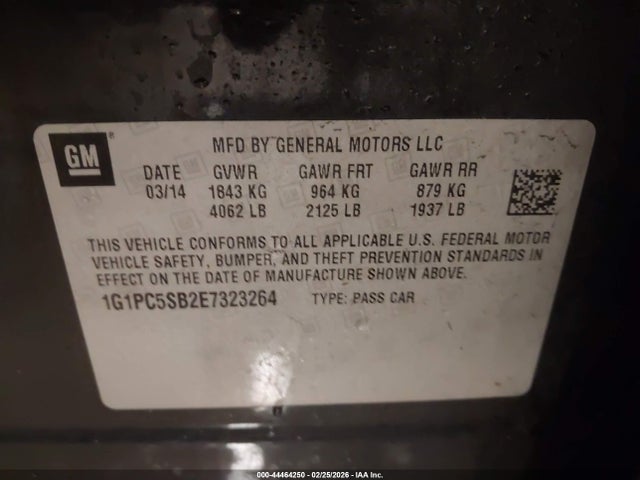 GM ®
MFD BY GENERAL MOTORS LLC
DATE GVWR GAWR FRT GAWR RR
03/14 1843 KG 964 KG 879 KG
4062 LB 2125 LB 1937 LB
THIS VEHICLE CONFORMS TO ALL APPLICABLE U.S. FEDERAL MOTOR
VEHICLE SAFETY, BUMPER, AND THEFT PREVENTION STANDARDS IN
EFFECT ON THE DATE OF MANUFACTURE SHOWN ABOVE.
1G1PC5SB2E7323264 TYPE: PASS CAR
000-44464250 - 02/25/2026 - IAA Inc.